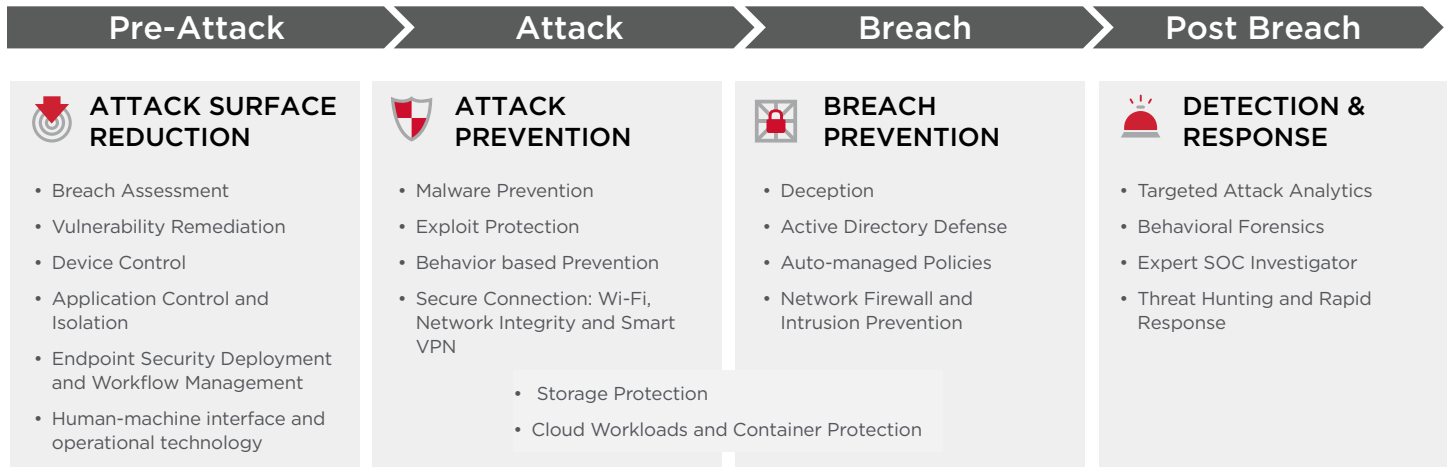 Pre-Attack
Attack
Breach
Post Breach
ATTACK SURFACE
REDUCTION
• Breach Assessment
• Vulnerability Remediation
• Device Control
• Application Control and
Isolation
• Endpoint Security Deployment
and Workflow Management
• Human-machine interface and
operational technology
ATTACK
PREVENTION
• Malware Prevention
• Exploit Protection
• Behavior based Prevention
• Secure Connection: Wi-Fi,
Network Integrity and Smart
VPN
BREACH
PREVENTION
• Deception
• Active Directory Defense
• Auto-managed Policies
• Network Firewall and
Intrusion Prevention
• Storage Protection
• Cloud Workloads and Container Protection
DETECTION &
RESPONSE
• Targeted Attack Analytics
• Behavioral Forensics
• Expert SOC Investigator
• Threat Hunting and Rapid
Response